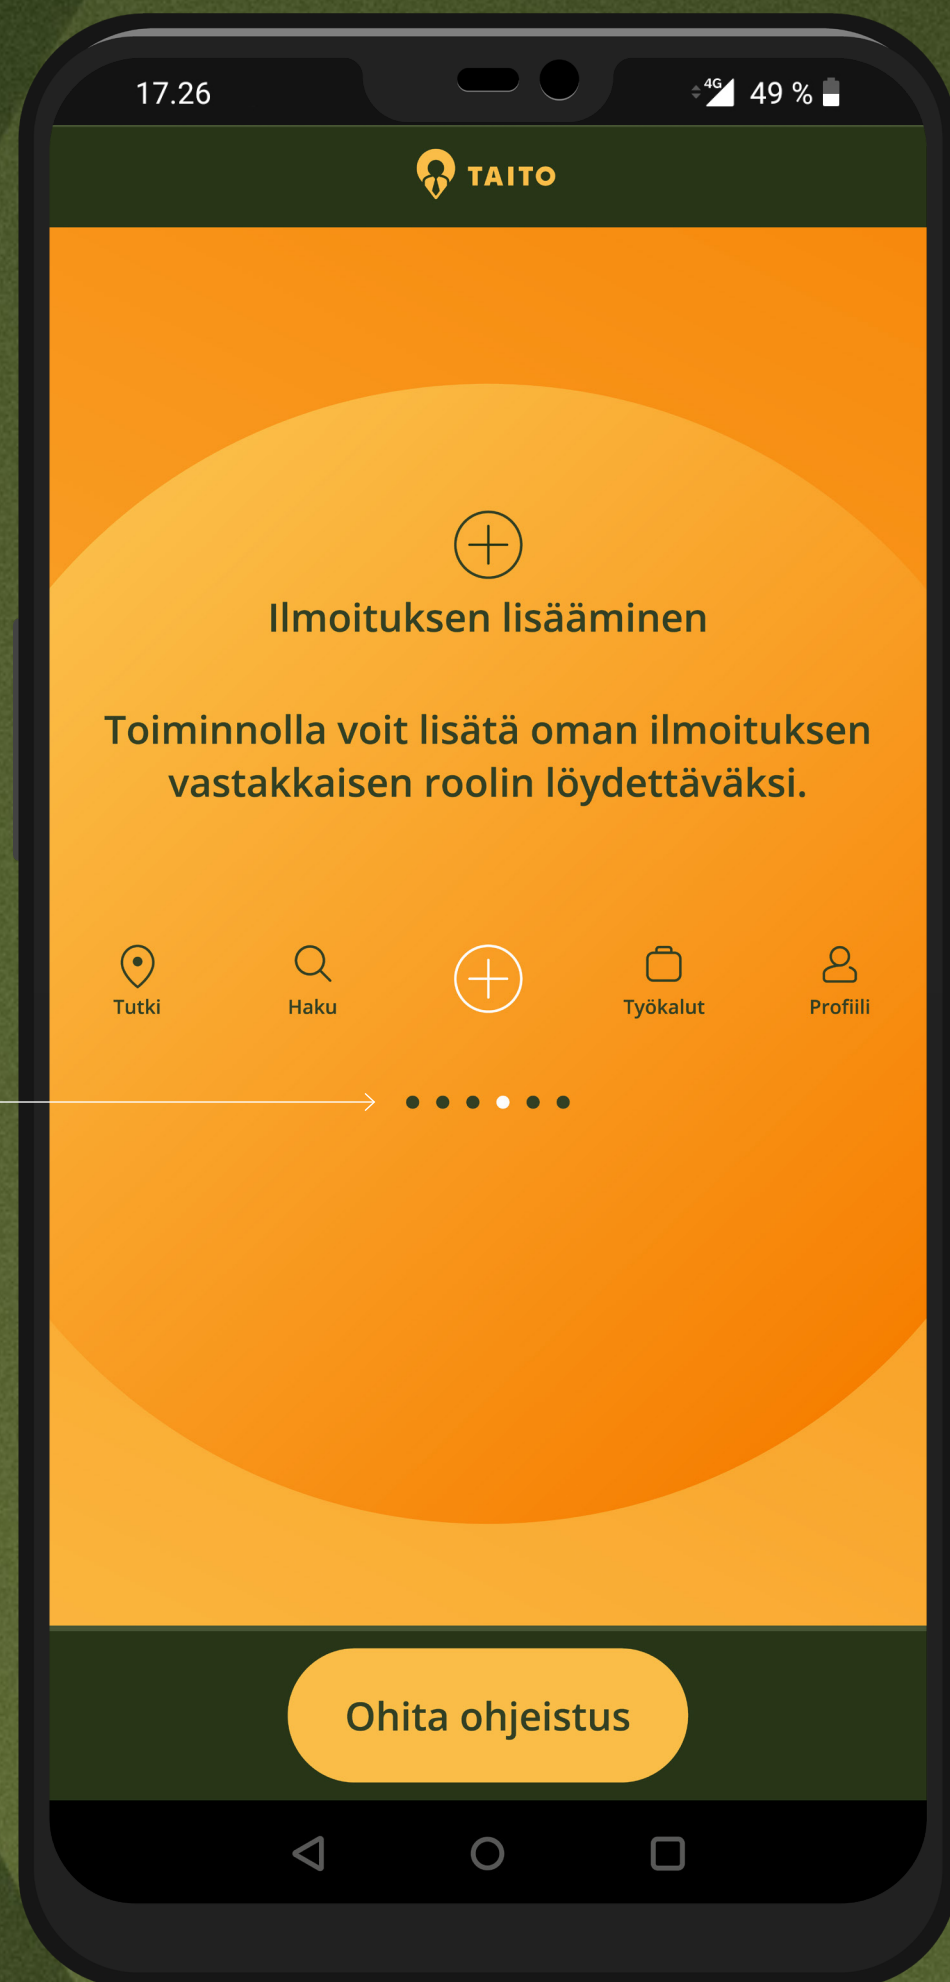 17.26
4G 49 %
TAITO
Ilmoituksen lisääminen
Toiminnolla voit lisätä oman ilmoituksen
vastakkaisen roolin löydettäväksi.
Tutki
Haku
Työkalut
Profiili
Ohita ohjeistus